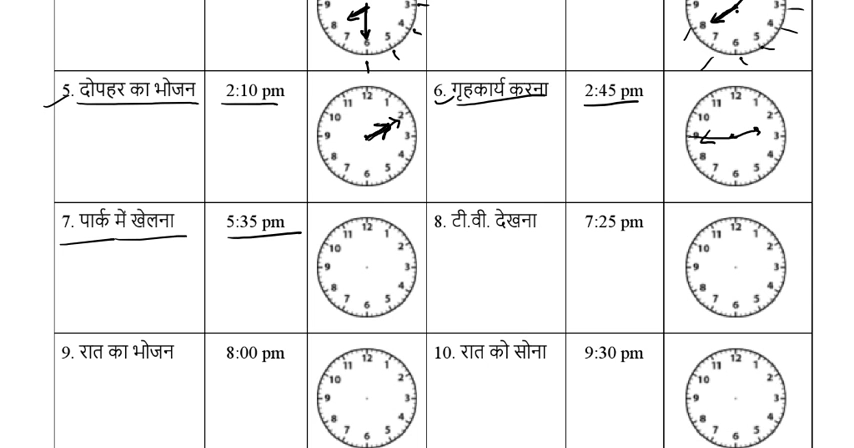 5. दोपहर का भोजन 2:10 pm 6. गृहकार्य करना 2:45 pm
7. पार्क में खेलना 5:35 pm 8. टी.वी. देखना 7:25 pm
9. रात का भोजन 8:00 pm 10. रात को सोना 9:30 pm